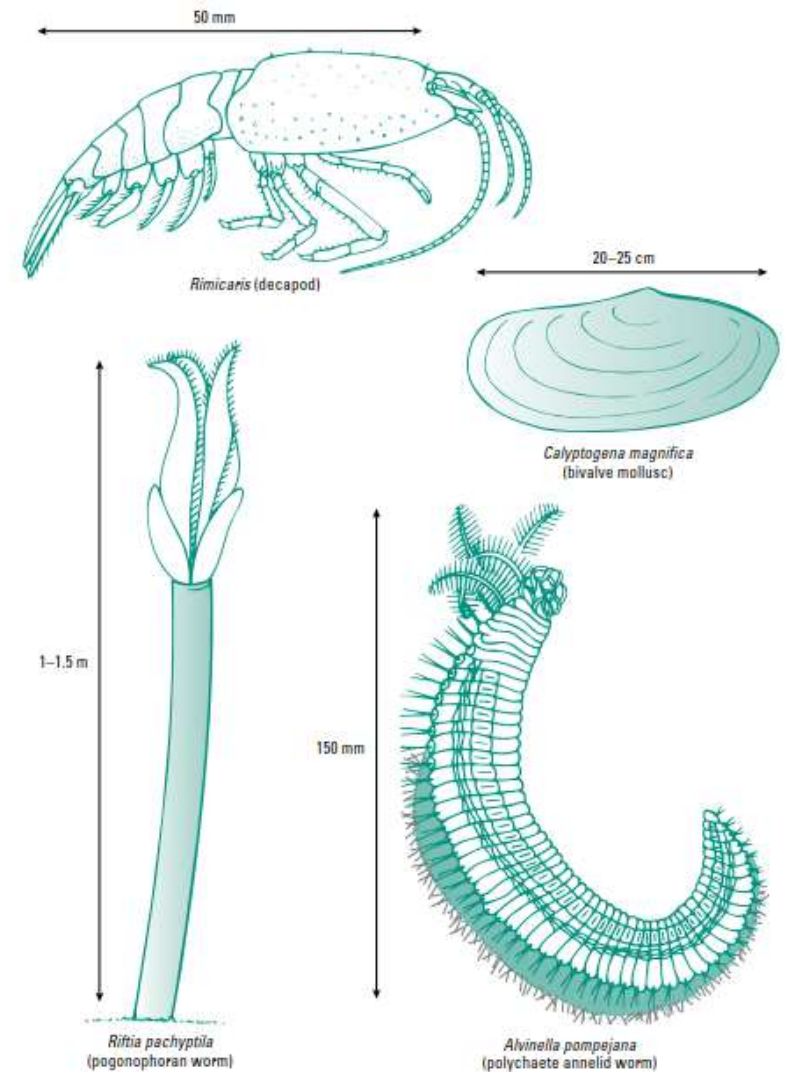 50 mm
Rimicaris (decapod)
20–25 cm
Calyptogena magnifica
(bivalve mollusc)
1–1.5 m
150 mm
Riftia pachyptila
(pogonophoran worm)
Alvinella pompejana
(polychaete annelid worm)